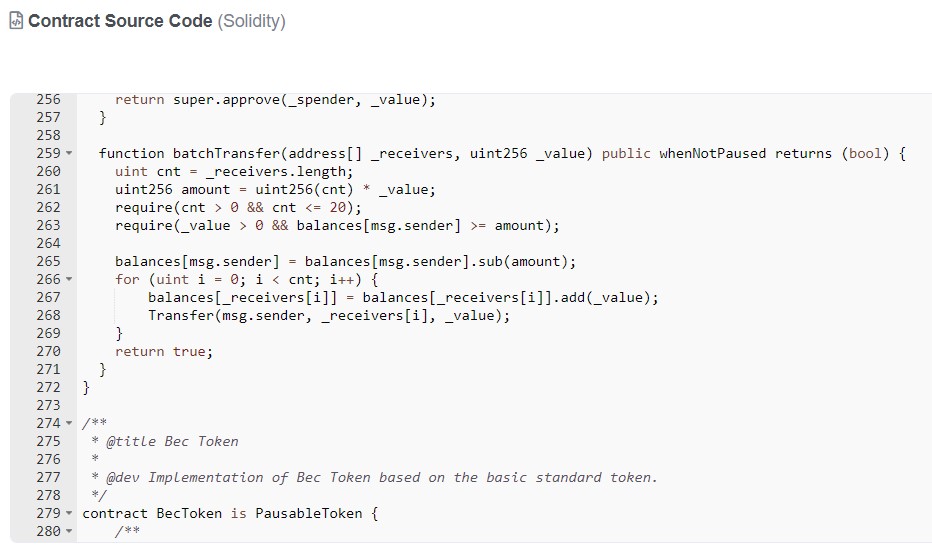 Contract Source Code (Solidity)
256 return super.approve(_spender, _value);
257 }
258
259 function batchTransfer(address[] _receivers, uint256 _value) public whenNotPaused returns (bool) {
260 uint cnt = _receivers.length;
261 uint256 amount = uint256(cnt) * _value;
262 require(cnt > 0 && cnt <= 20);
263 require(_value > 0 && balances[msg.sender] >= amount);
264
265 balances[msg.sender] = balances[msg.sender].sub(amount);
266 for (uint i = 0; i < cnt; i++) {
267 balances[_receivers[i]] = balances[_receivers[i]].add(_value);
268 Transfer(msg.sender, _receivers[i], _value);
269 }
270 return true;
271 }
272 }
273
274 /**
275 * @title Bec Token
276 *
277 * @dev Implementation of Bec Token based on the basic standard token.
278 */
279 contract BecToken is PausableToken {
280 /**